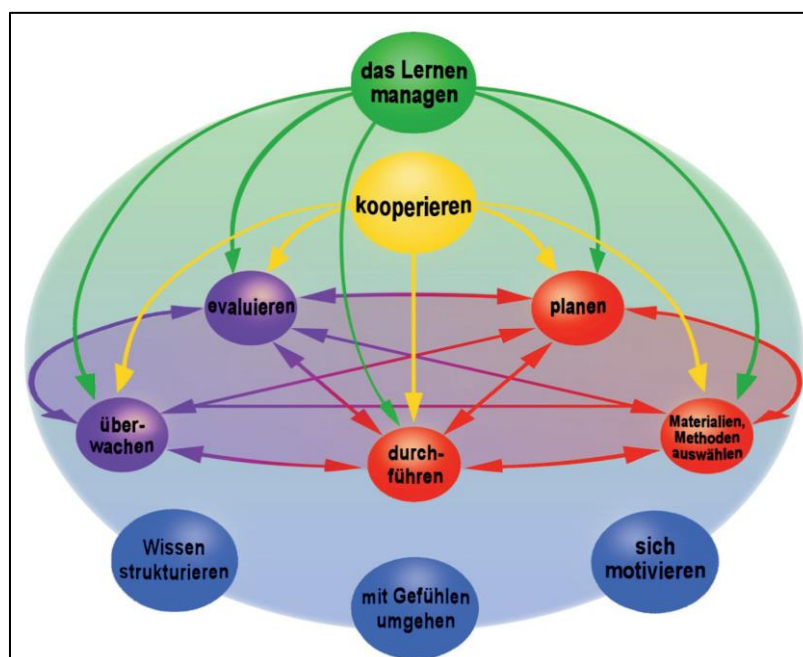 das Lernen
managen
kooperieren
evaluieren
planen
über-
wachen
durch-
führen
Materialien,
Methoden
auswählen
Wissen
strukturieren
mit Gefühlen
umgehen
sich
motivieren